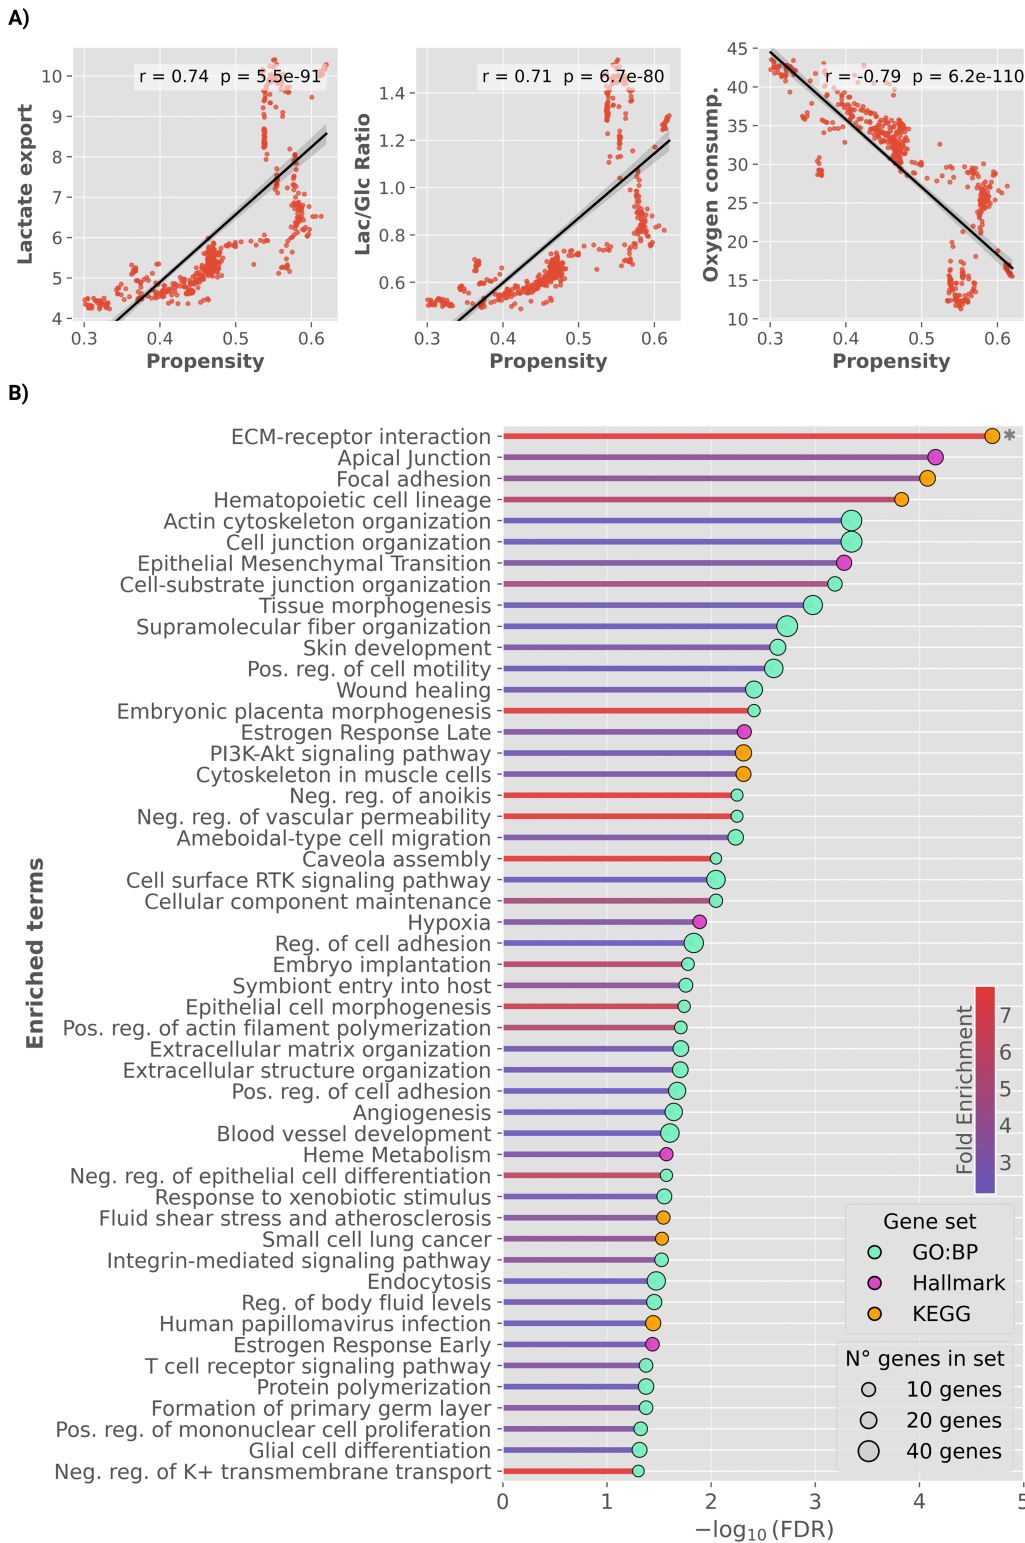 A)
r = 0.74 p = 5.5e-91
Lactate export
10
9
8
7
6
5
4
0.3 0.4 0.5 0.6
Propensity
r = 0.71 p = 6.7e-80
Lac/Glc Ratio
1.4
1.2
1.0
0.8
0.6
0.3 0.4 0.5 0.6
Propensity
r = -0.79 p = 6.2e-110
Oxygen consump.
45
40
35
30
25
20
15
10
0.3 0.4 0.5 0.6
Propensity
B)
Enriched terms
ECM-receptor interaction *
Apical Junction
Focal adhesion
Hematopoietic cell lineage
Actin cytoskeleton organization
Cell junction organization
Epithelial Mesenchymal Transition
Cell-substrate junction organization
Tissue morphogenesis
Supramolecular fiber organization
Skin development
Pos. reg. of cell motility
Wound healing
Embryonic placenta morphogenesis
Estrogen Response Late
PI3K-Akt signaling pathway
Cytoskeleton in muscle cells
Neg. reg. of anoikis
Neg. reg. of vascular permeability
Ameboidal-type cell migration
Caveola assembly
Cell surface RTK signaling pathway
Cellular component maintenance
Hypoxia
Reg. of cell adhesion
Embryo implantation
Symbiont entry into host
Epithelial cell morphogenesis
Pos. reg. of actin filament polymerization
Extracellular matrix organization
Extracellular structure organization
Pos. reg. of cell adhesion
Angiogenesis
Blood vessel development
Heme Metabolism
Neg. reg. of epithelial cell differentiation
Response to xenobiotic stimulus
Fluid shear stress and atherosclerosis
Small cell lung cancer
Integrin-mediated signaling pathway
Endocytosis
Reg. of body fluid levels
Human papillomavirus infection
Estrogen Response Early
T cell receptor signaling pathway
Protein polymerization
Formation of primary germ layer
Pos. reg. of mononuclear cell proliferation
Glial cell differentiation
Neg. reg. of K+ transmembrane transport
Fold Enrichment
7
6
5
4
3
Gene set
GO:BP
Hallmark
KEGG
N° genes in set
10 genes
20 genes
40 genes
0 1 2 3 4 5
−log₁₀ (FDR)